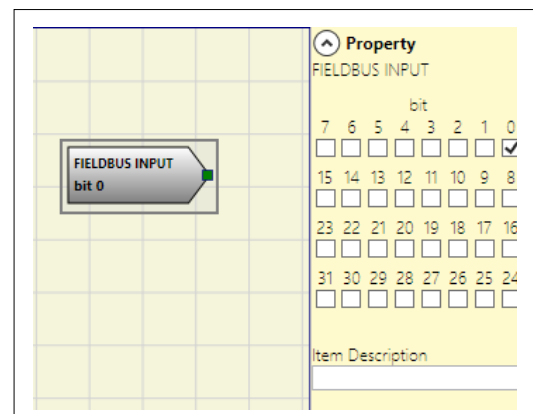 Property
FIELDBUS INPUT
bit
7 6 5 4 3 2 1 0
15 14 13 12 11 10 9 8
23 22 21 20 19 18 17 16
31 30 29 28 27 26 25 24
Item Description
FIELDBUS INPUT
bit 0